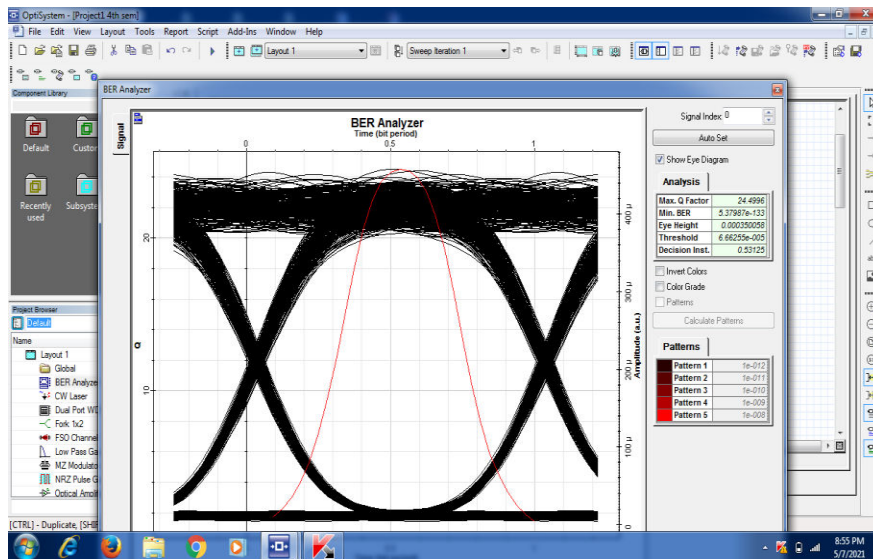 OptiSystem - [Project1 4th sem]
File Edit View Layout Tools Report Script Add-Ins Window Help
Layout 1
Sweep Iteration 1
Component Library
Default
Custom
Recently used
Project Browser
Default
Name
Layout 1
Global
BER Analyze
CW Laser
Dual Port WD
Fork 1x2
FSO Channel
Low Pass Ga
MZ Modulato
NRZ Pulse G
Optical Amplif
[CTRL] - Duplicate, [SHIF
BER Analyzer
Signal
BER Analyzer
Time (bit period)
0 0.5 1
20
10
Q
400 µ
300 µ
200 µ
100 µ
0
Amplitude (a.u.)
Signal Index: 0
Auto Set
Show Eye Diagram
Analysis
Max. Q Factor 24.4996
Min. BER 5.37987e-133
Eye Height 0.000350058
Threshold 6.66255e-005
Decision Inst. 0.53125
Invert Colors
Color Grade
Patterns
Calculate Patterns
Patterns
Pattern 1 1e-012
Pattern 2 1e-011
Pattern 3 1e-010
Pattern 4 1e-009
Pattern 5 1e-008
8:55 PM
5/7/2021